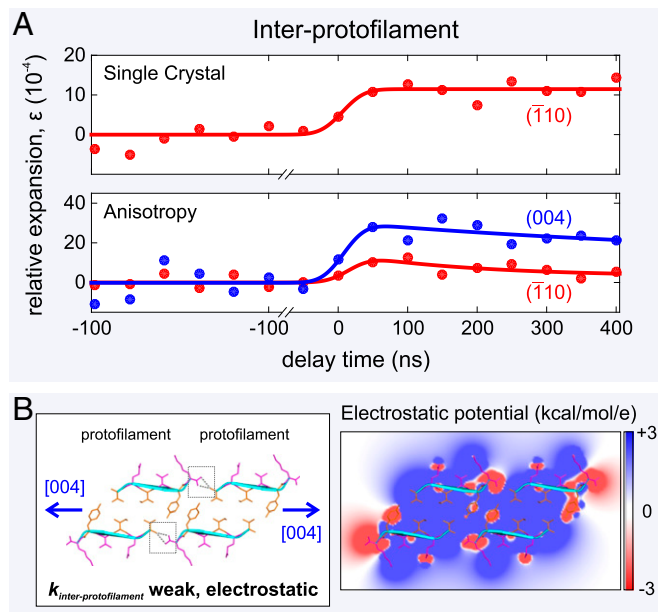 A
Inter-protofilament
relative expansion, ε (10⁻⁴)
20
10
0
Single Crystal
(1̅10)
40
20
0
Anisotropy
(004)
(1̅10)
-100
-100
0
100
200
300
400
delay time (ns)
B
protofilament
protofilament
[004]
[004]
k inter-protofilament weak, electrostatic
Electrostatic potential (kcal/mol/e)
+3
0
-3